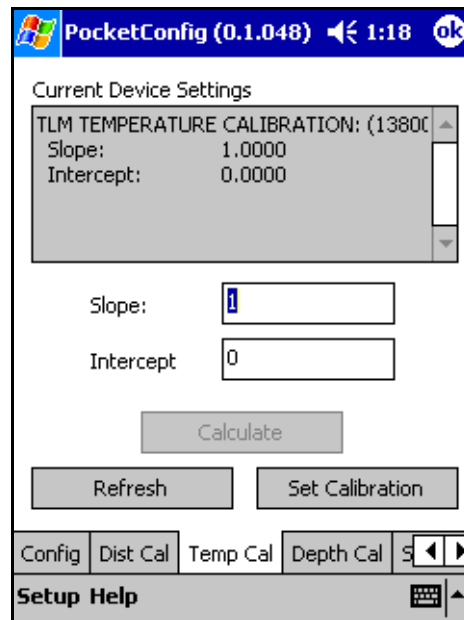 PocketConfig (0.1.048) 1:18 ok
Current Device Settings
TLM TEMPERATURE CALIBRATION: (1380
Slope: 1.0000
Intercept: 0.0000
Slope: 1
Intercept 0
Calculate
Refresh Set Calibration
Config Dist Cal Temp Cal Depth Cal S
Setup Help